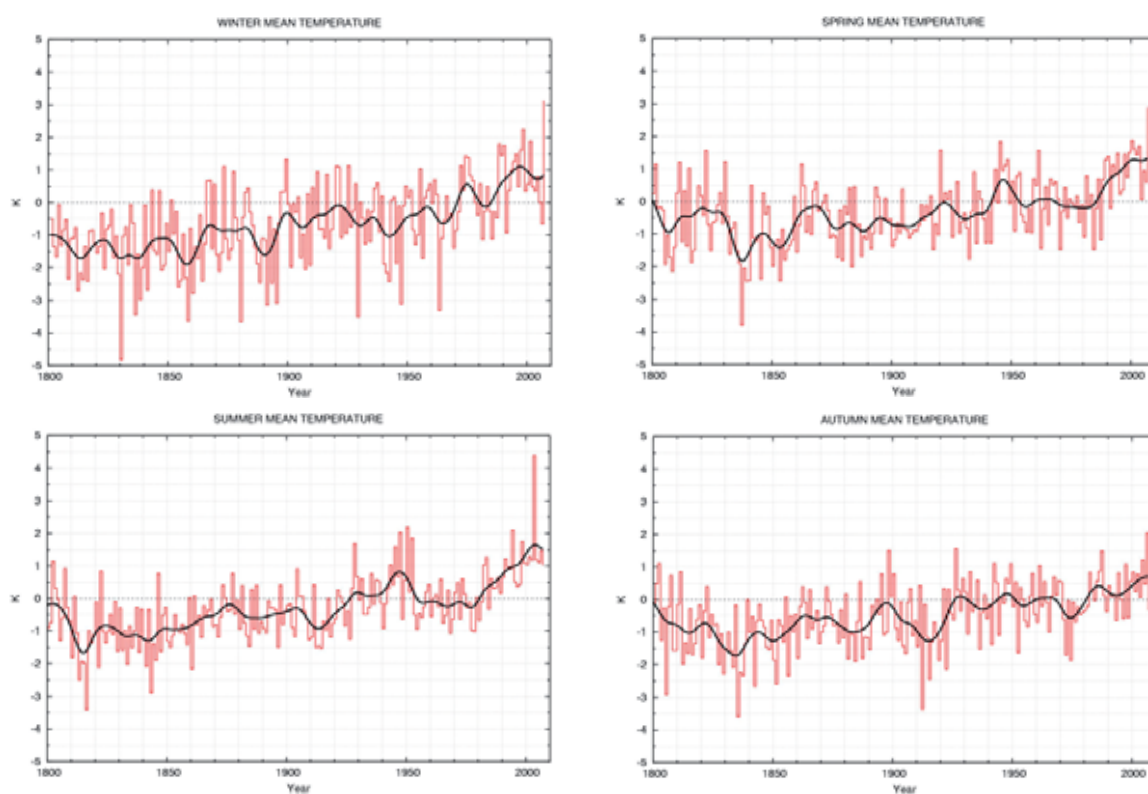 WINTER MEAN TEMPERATURE
5
4
3
2
1
0
-1
-2
-3
-4
-5
K
1800 1850 1900 1950 2000
Year
SPRING MEAN TEMPERATURE
5
4
3
2
1
0
-1
-2
-3
-4
-5
K
1800 1850 1900 1950 2000
Year
SUMMER MEAN TEMPERATURE
5
4
3
2
1
0
-1
-2
-3
-4
-5
K
1800 1850 1900 1950 2000
Year
AUTUMN MEAN TEMPERATURE
5
4
3
2
1
0
-1
-2
-3
-4
-5
K
1800 1850 1900 1950 2000
Year